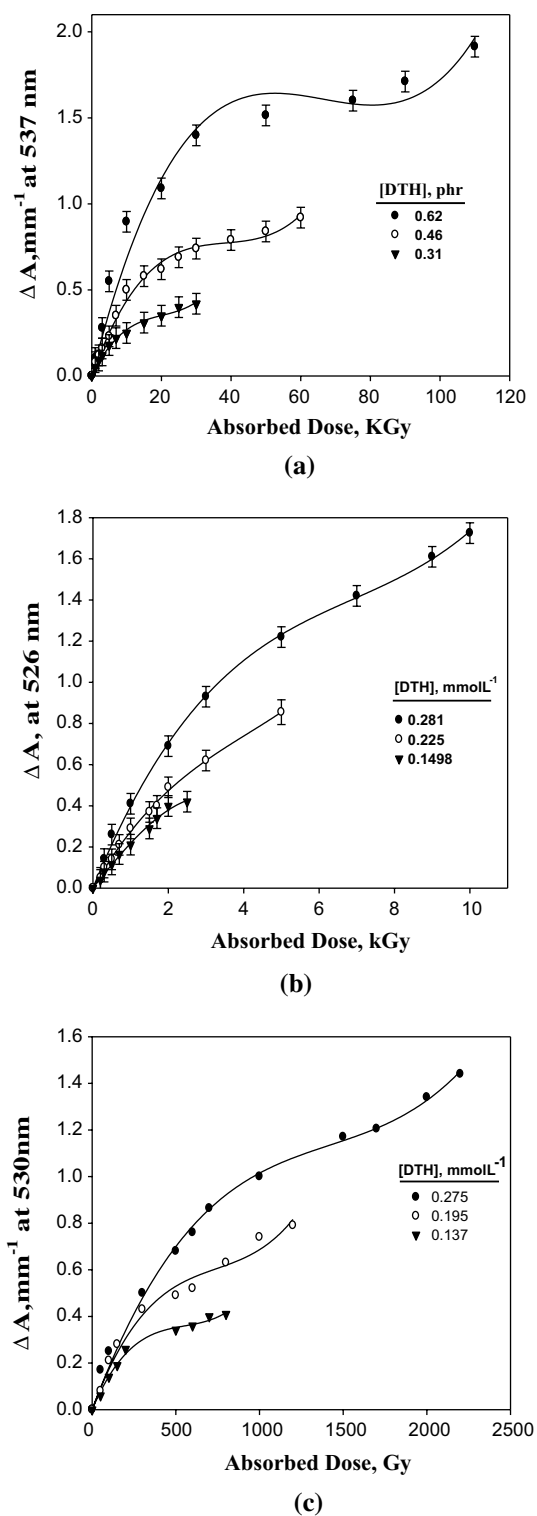 2.0
1.5
1.0
0.5
0.0
Δ A,mm⁻¹ at 537 nm
[DTH], phr
0.62
0.46
0.31
0 20 40 60 80 100 120
Absorbed Dose, KGy
(a)
1.8
1.6
1.4
1.2
1.0
0.8
0.6
0.4
0.2
0.0
Δ A, at 526 nm
[DTH], mmolL⁻¹
0.281
0.225
0.1498
0 2 4 6 8 10
Absorbed Dose, kGy
(b)
1.6
1.4
1.2
1.0
0.8
0.6
0.4
0.2
0.0
Δ A,mm⁻¹ at 530nm
[DTH], mmolL⁻¹
0.275
0.195
0.137
0 500 1000 1500 2000 2500
Absorbed Dose, Gy
(c)